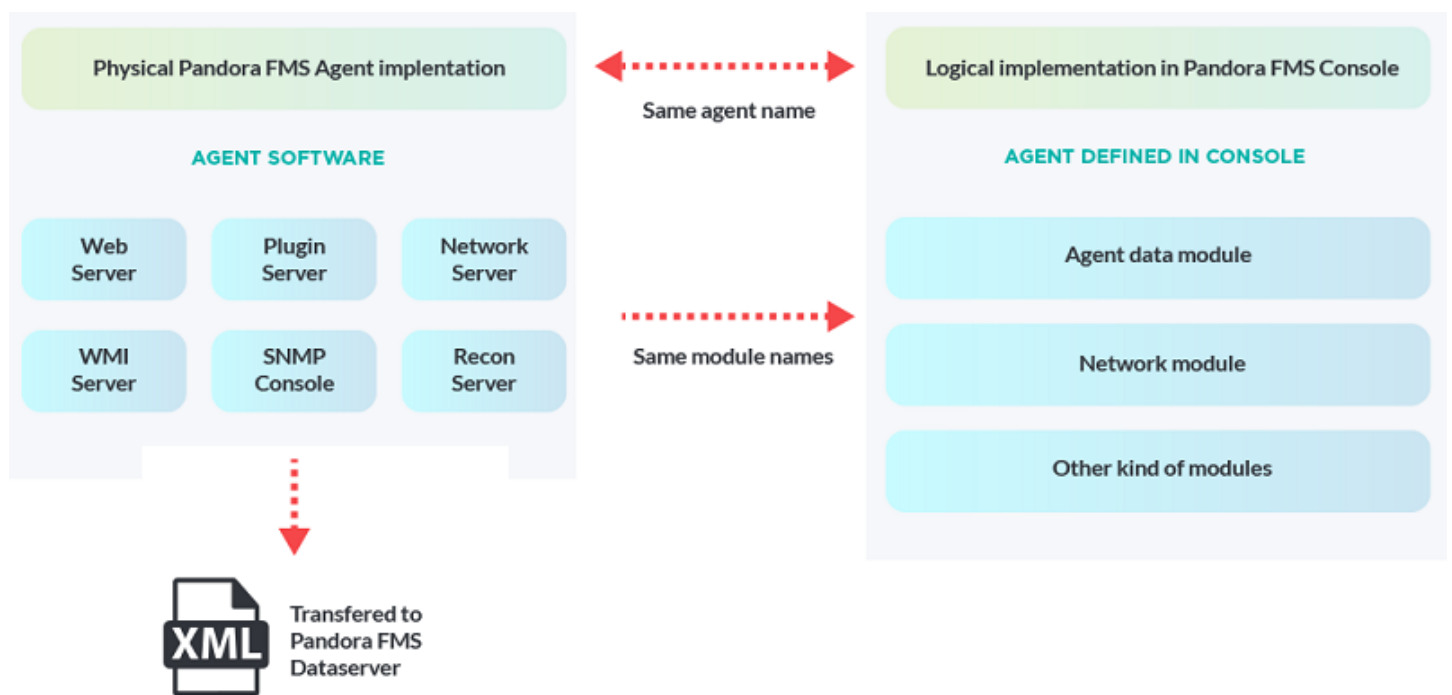 Physical Pandora FMS Agent implentation
Same agent name
Logical implementation in Pandora FMS Console
AGENT SOFTWARE
Web
Server
Plugin
Server
Network
Server
WMI
Server
SNMP
Console
Recon
Server
Same module names
AGENT DEFINED IN CONSOLE
Agent data module
Network module
Other kind of modules
XML
Transfered to
Pandora FMS
Dataserver